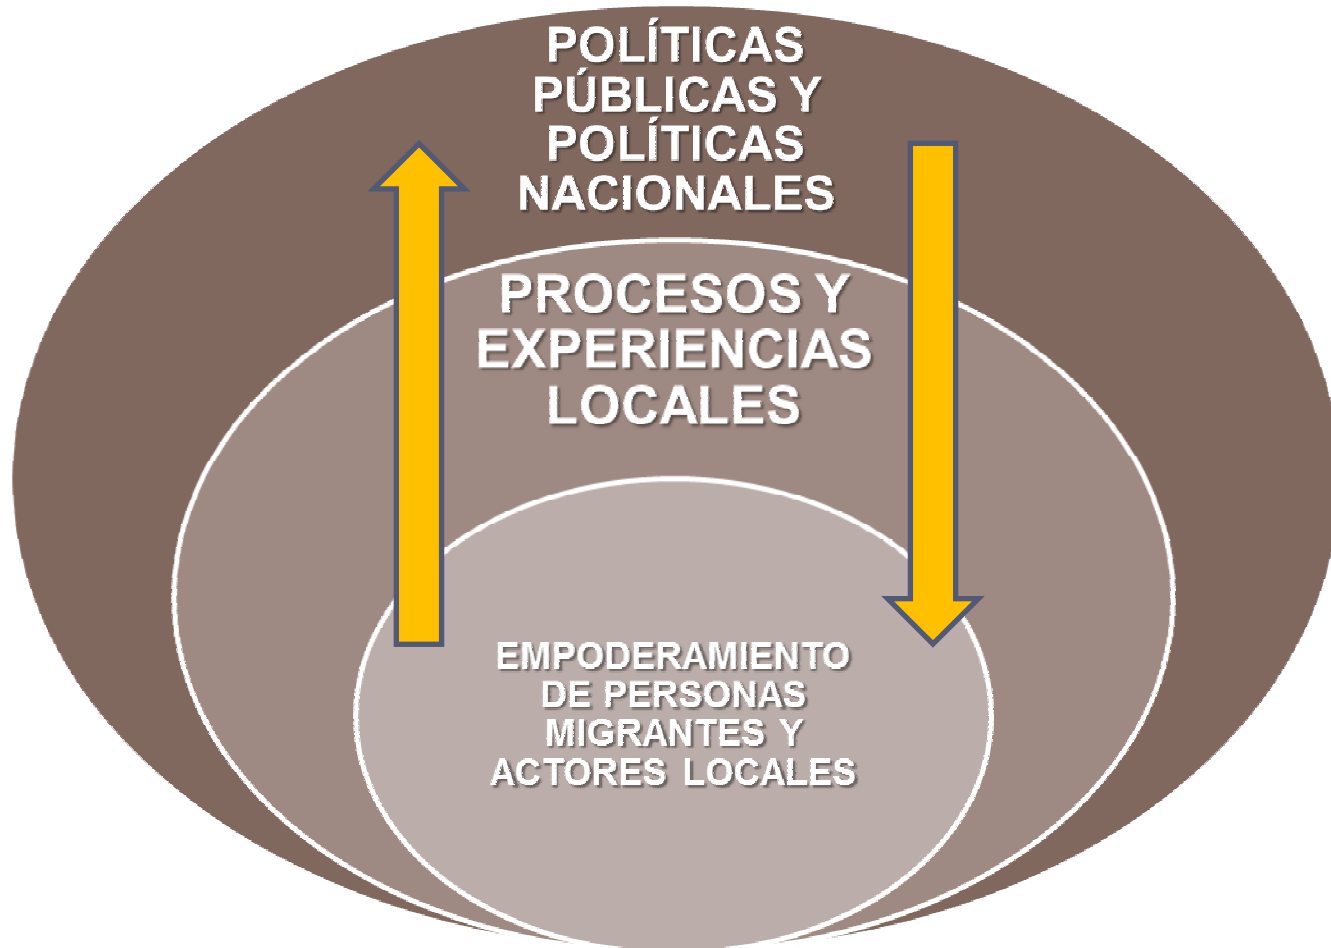 POLÍTICAS
PÚBLICAS Y
POLÍTICAS
NACIONALES
PROCESOS Y
EXPERIENCIAS
LOCALES
EMPODERAMIENTO
DE PERSONAS
MIGRANTES Y
ACTORES LOCALES